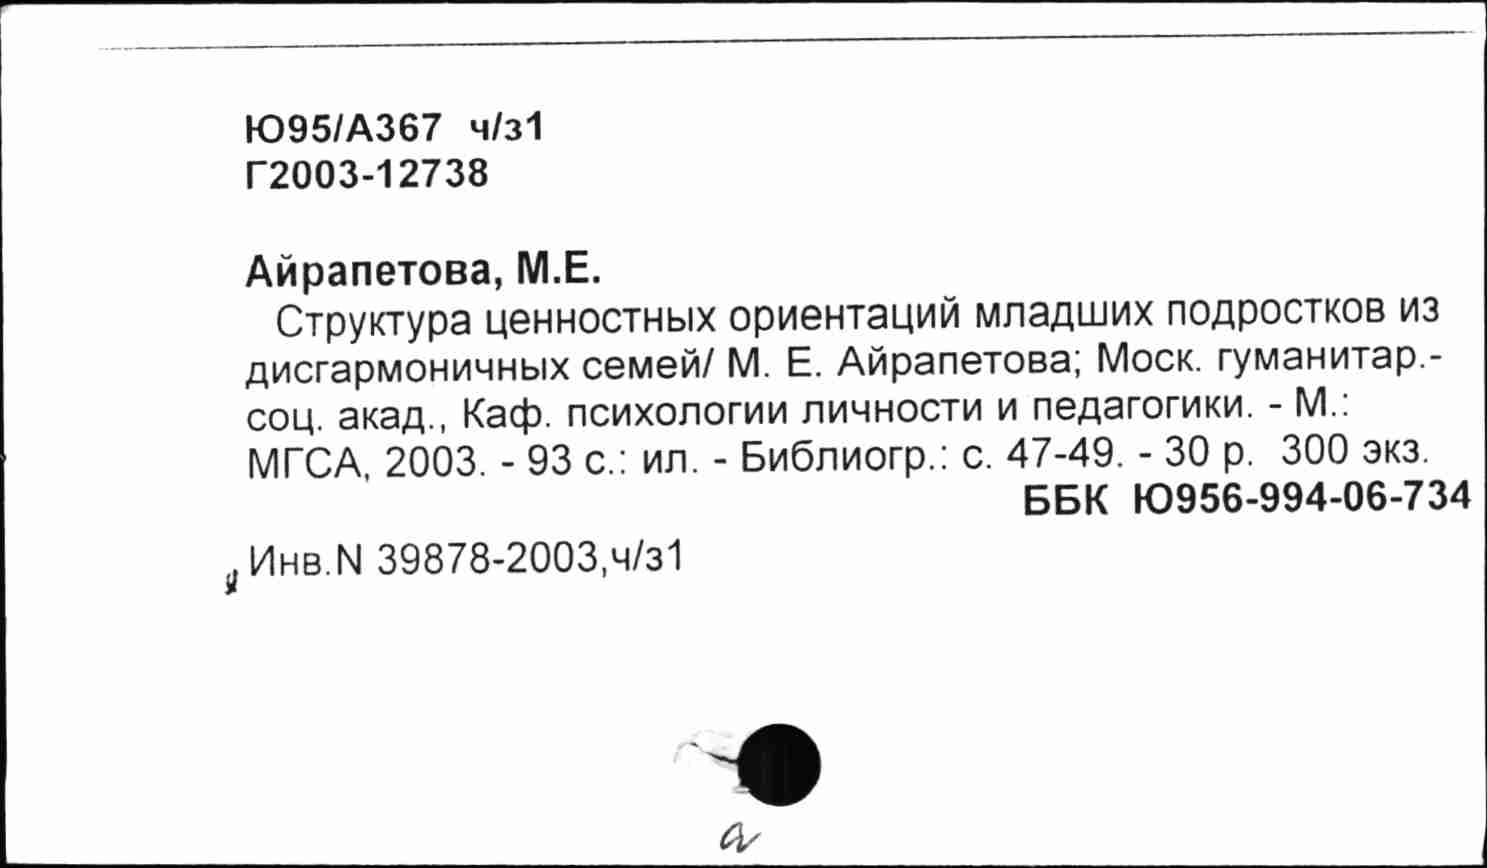 Ю95/А367 ч/з1
Г2003-12738
Айрапетова, М.Е.
Структура ценностных ориентаций младших подростков из
дисгармоничных семей/ М. Е. Айрапетова; Моск. гуманитар.-
соц. акад., Каф. психологии личности и педагогики. - М.:
МГСА, 2003. - 93 с.: ил. - Библиогр.: с. 47-49. - 30 р. 300 экз.
ББК Ю956-994-06-734
Инв.N 39878-2003,ч/з1